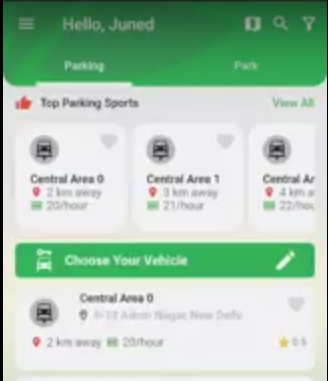 Hello, Juned
Parking Park
Top Parking Sports View All
Central Area 0 Central Area 1 Central Ar
2 km away 3 km away 4 km a
20/hour 21/hour 22/hou
Choose Your Vehicle
Central Area 0
Nagar, New Delhi
2 km away 20/hour 0.5